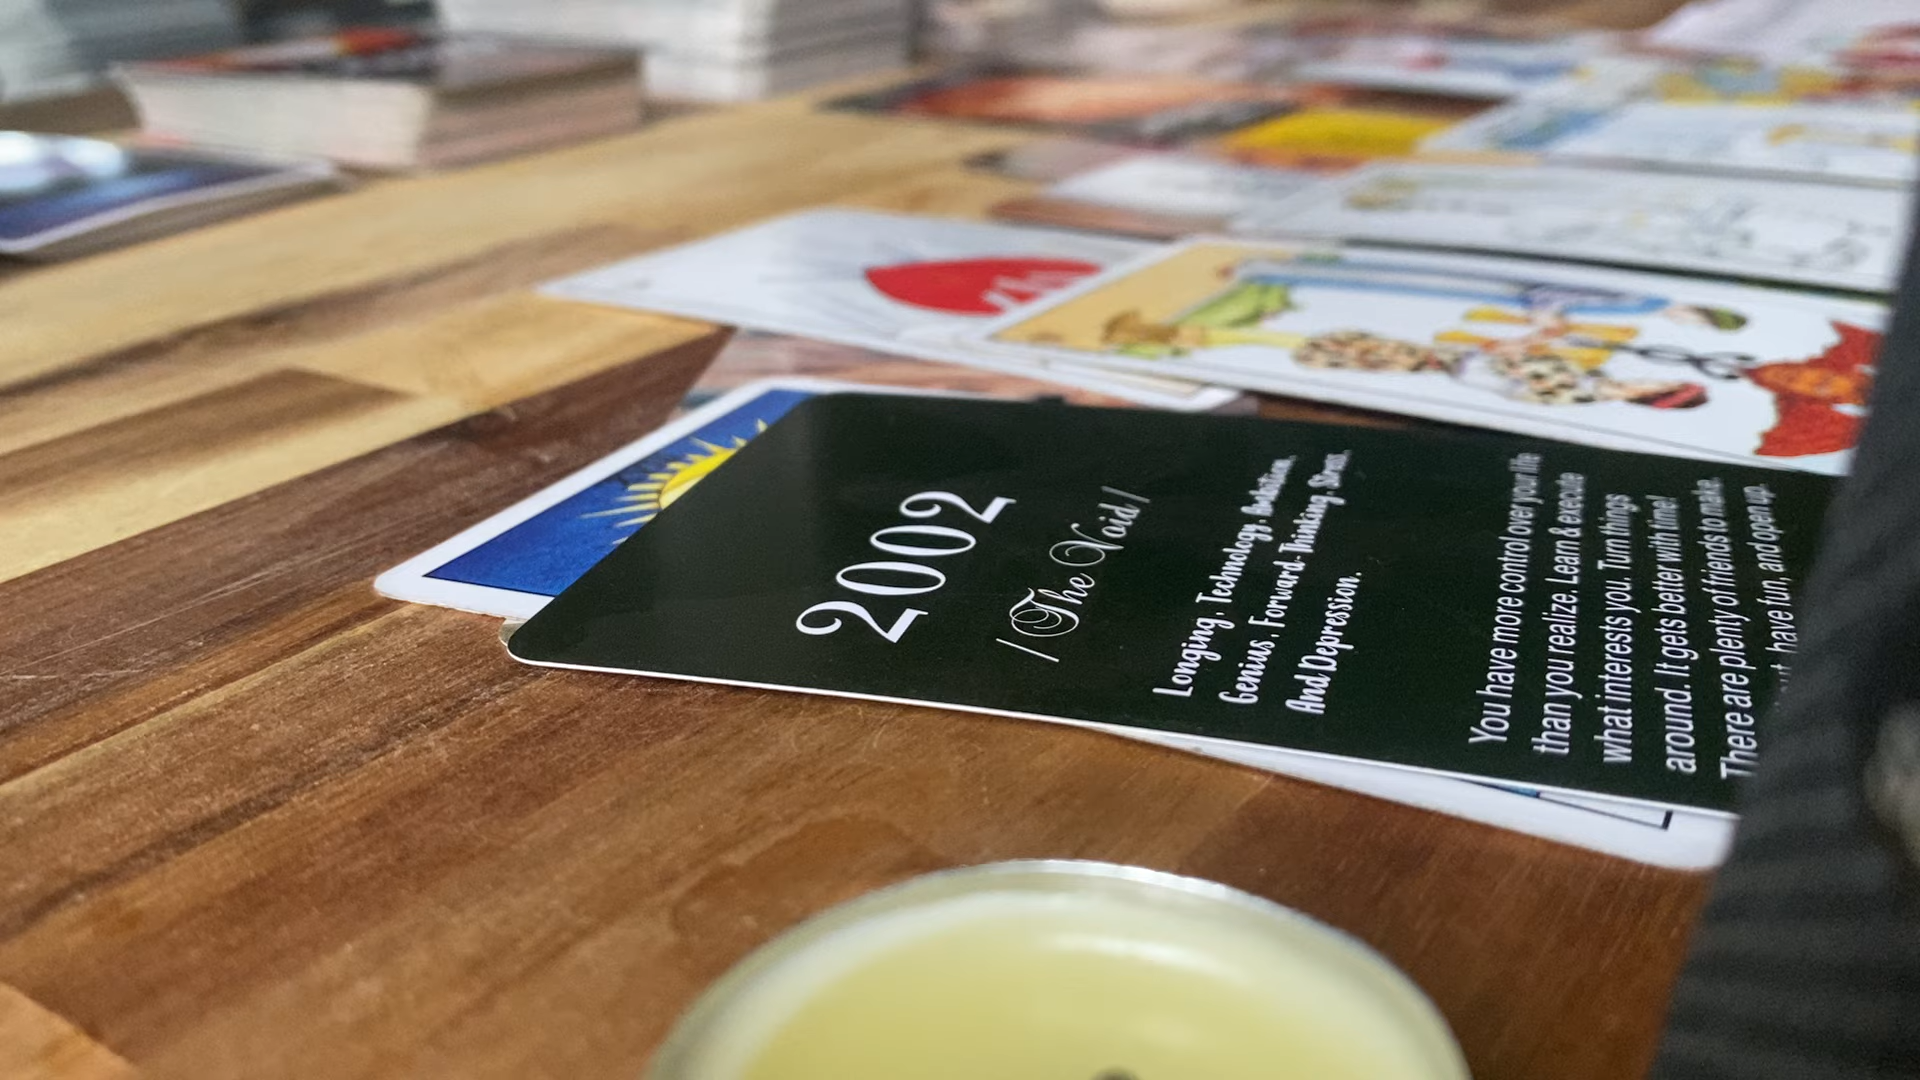 2002
/The Void/
Longing, Technology, Isolation,
Genius, Forward-Thinking, Stress,
And Depression.
You have more control over your life
than you realize. Learn & execute
what interests you. Turn things
around. It gets better with time!
There are plenty of friends to make.
have fun, and open up.